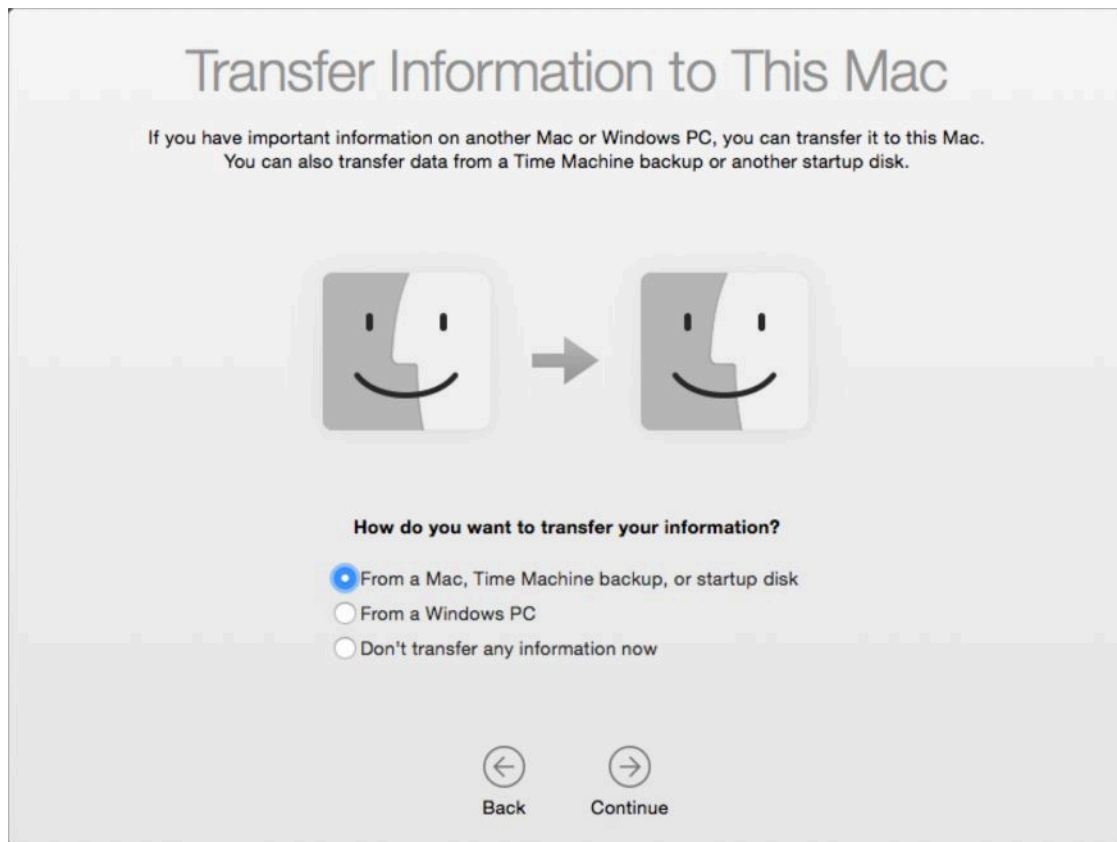 Transfer Information to This Mac
If you have important information on another Mac or Windows PC, you can transfer it to this Mac.
You can also transfer data from a Time Machine backup or another startup disk.
How do you want to transfer your information?
From a Mac, Time Machine backup, or startup disk
From a Windows PC
Don't transfer any information now
Back
Continue